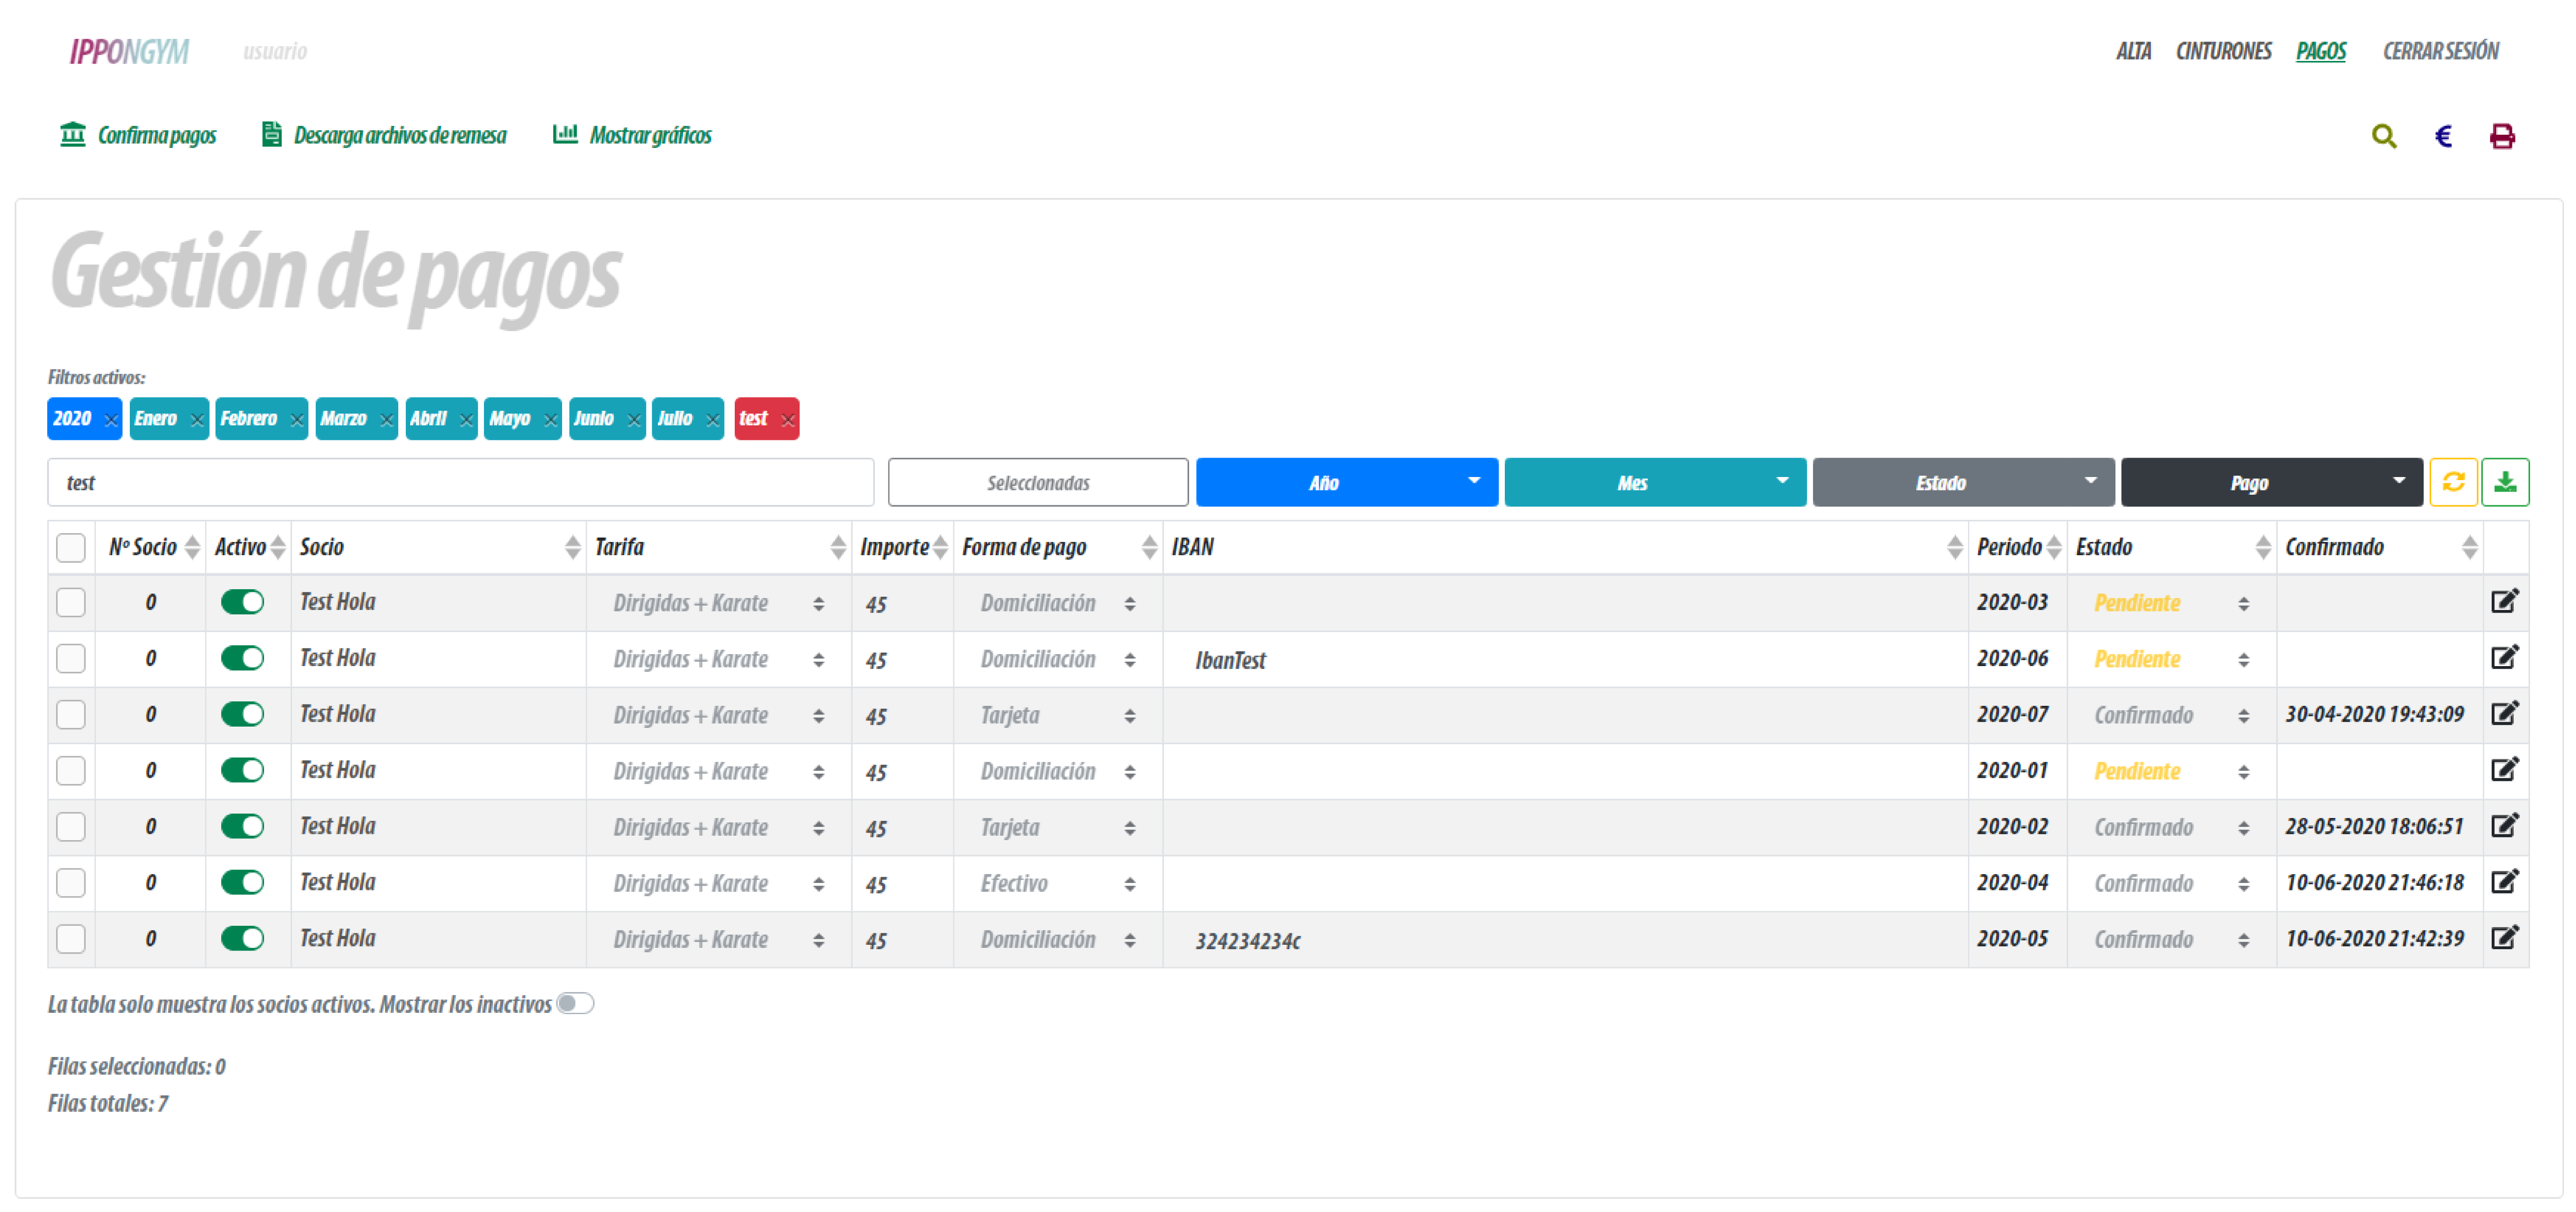 IPPONGYM usuario ALTA CINTURONES PAGOS CERRAR SESIÓN
Confirma pagos Descarga archivos de remesa Mostrar gráficos €
Gestión de pagos
Filtros activos:
2020 × Enero × Febrero × Marzo × Abril × Mayo × Junio × Julio × test ×
test Seleccionadas Año Mes Estado Pago
Nº Socio Activo Socio Tarifa Importe Forma de pago IBAN Periodo Estado Confirmado
0 Test Hola Dirigidas + Karate 45 Domiciliación 2020-03 Pendiente
0 Test Hola Dirigidas + Karate 45 Domiciliación IbanTest 2020-06 Pendiente
0 Test Hola Dirigidas + Karate 45 Tarjeta 2020-07 Confirmado 30-04-2020 19:43:09
0 Test Hola Dirigidas + Karate 45 Domiciliación 2020-01 Pendiente
0 Test Hola Dirigidas + Karate 45 Tarjeta 2020-02 Confirmado 28-05-2020 18:06:51
0 Test Hola Dirigidas + Karate 45 Efectivo 2020-04 Confirmado 10-06-2020 21:46:18
0 Test Hola Dirigidas + Karate 45 Domiciliación 324234234c 2020-05 Confirmado 10-06-2020 21:42:39
La tabla solo muestra los socios activos. Mostrar los inactivos
Filas seleccionadas: 0
Filas totales: 7